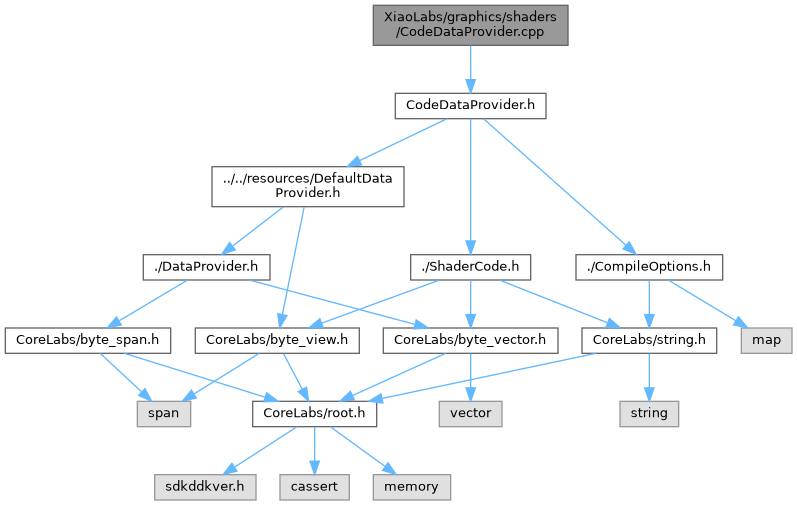 XiaoLabs/graphics/shaders
/CodeDataProvider.cpp
CodeDataProvider.h
../../resources/DefaultData
Provider.h
./DataProvider.h
./ShaderCode.h
./CompileOptions.h
CoreLabs/byte_span.h
CoreLabs/byte_view.h
CoreLabs/byte_vector.h
CoreLabs/string.h
map
span
CoreLabs/root.h
vector
string
sdkddkver.h
cassert
memory